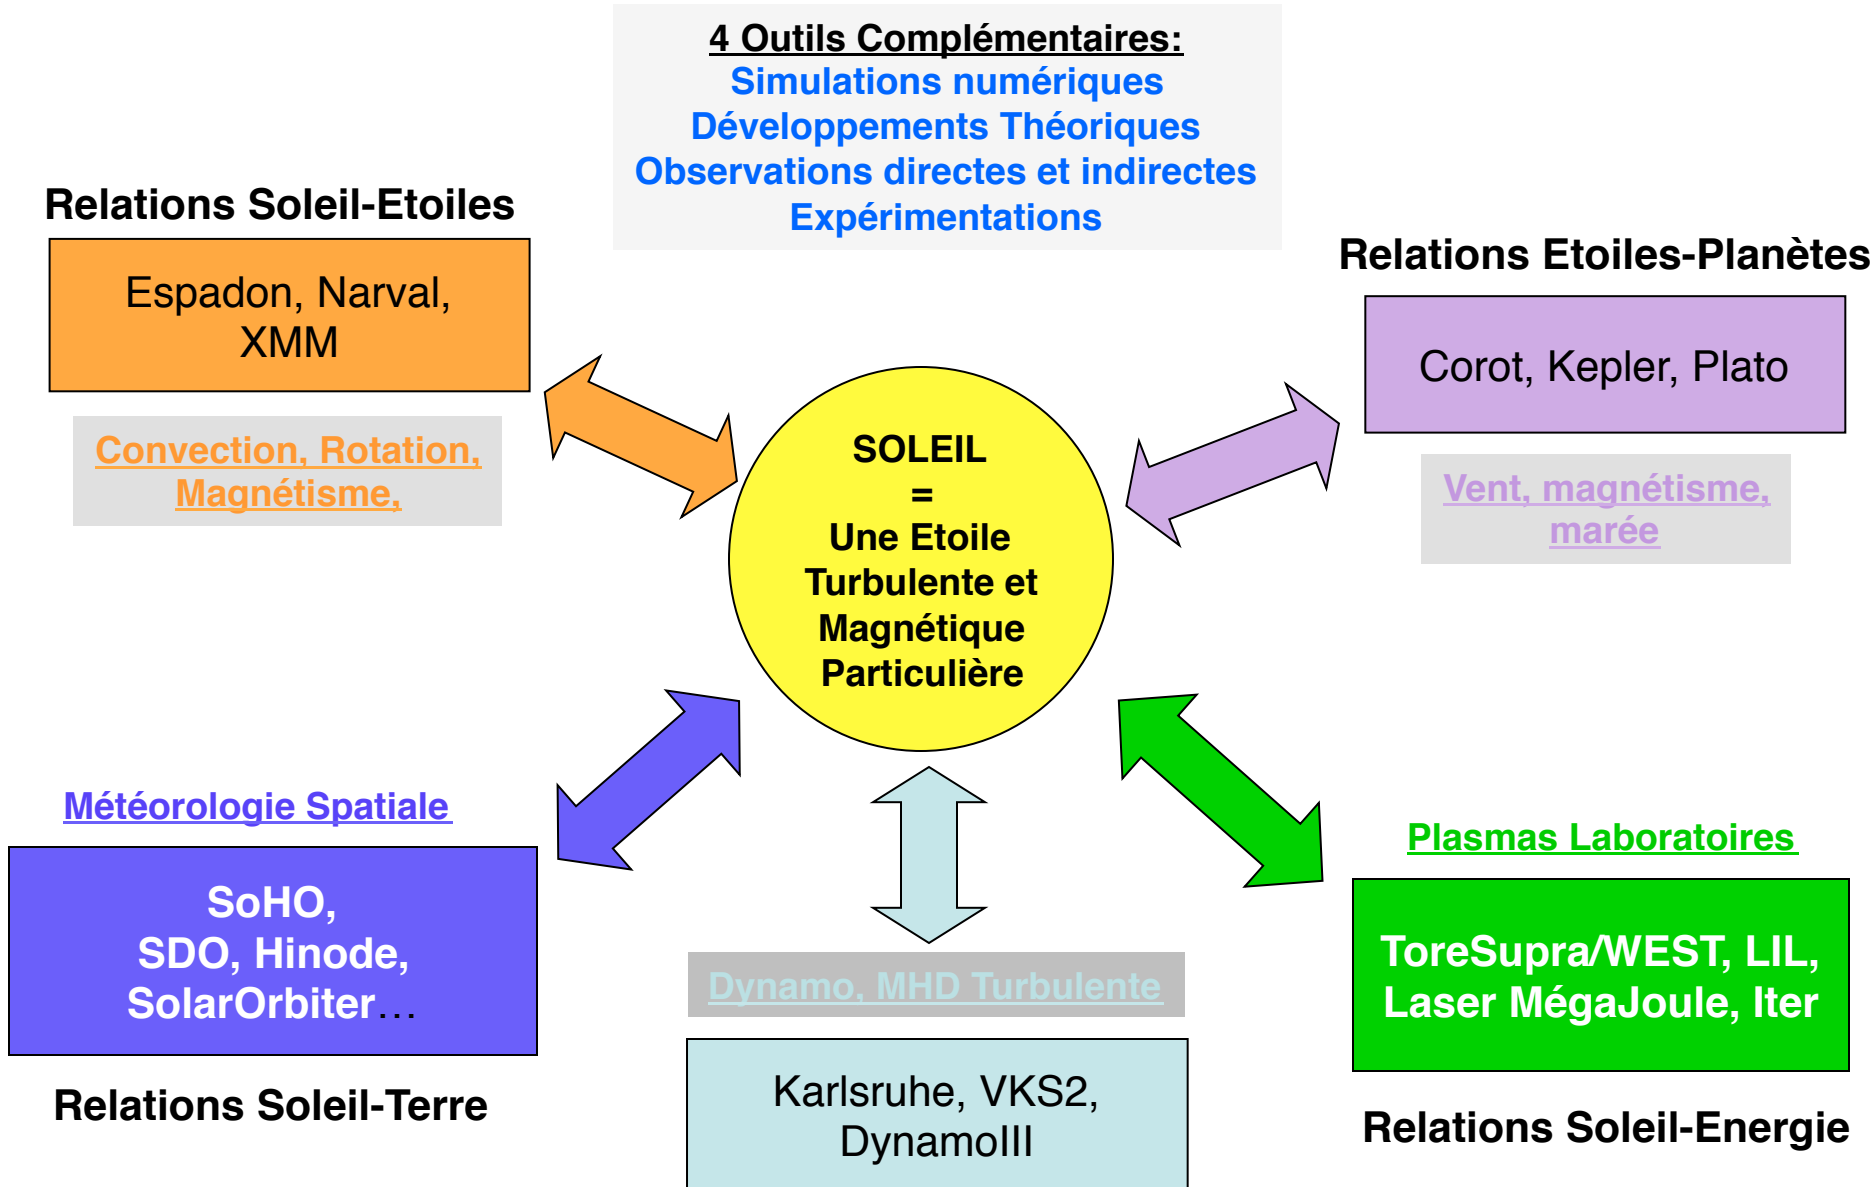 4 Outils Complémentaires:
Simulations numériques
Développements Théoriques
Observations directes et indirectes
Expérimentations
Relations Soleil-Etoiles
Espadon, Narval,
XMM
Convection, Rotation,
Magnétisme,
Relations Etoiles-Planètes
Corot, Kepler, Plato
Vent, magnétisme,
marée
SOLEIL
=
Une Etoile
Turbulente et
Magnétique
Particulière
Météorologie Spatiale
SoHO,
SDO, Hinode,
SolarOrbiter…
Relations Soleil-Terre
Dynamo, MHD Turbulente
Karlsruhe, VKS2,
DynamoIII
Plasmas Laboratoires
ToreSupra/WEST, LIL,
Laser MégaJoule, Iter
Relations Soleil-Energie